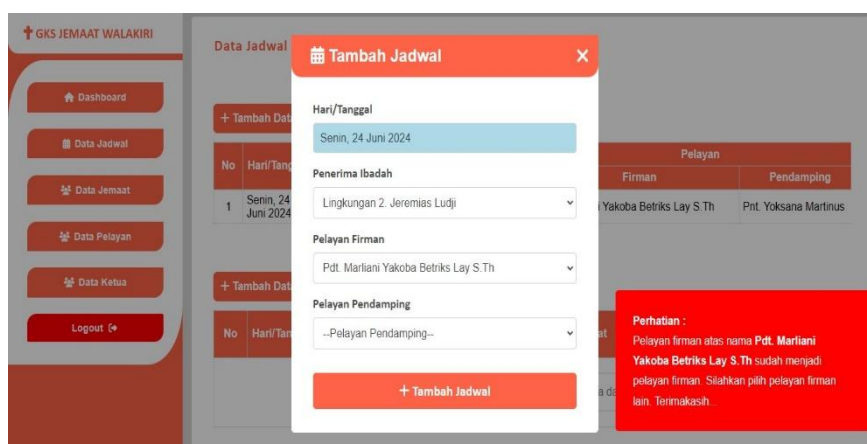 GKS JEMAAT WALAKIRI
Dashboard
Data Jadwal
Data Jemaat
Data Pelayan
Data Ketua
Logout
Data Jadwal
+ Tambah
No Hari/Tang
1 Senin, 24
Juni 2024
Pelayan
Firman Pendamping
Yakoba Betriks Lay S.Th Pnt. Yoksana Martinus
+ Tambah
No Hari/Tan
Tambah Jadwal
Hari/Tanggal
Senin, 24 Juni 2024
Penerima Ibadah
Lingkungan 2. Jeremias Ludji
Pelayan Firman
Pdt. Marliani Yakoba Betriks Lay S.Th
Pelayan Pendamping
--Pelayan Pendamping--
+ Tambah Jadwal
Perhatian :
Pelayan firman atas nama Pdt. Marliani
Yakoba Betriks Lay S.Th sudah menjadi
pelayan firman. Silahkan pilih pelayan firman
lain. Terimakasih...